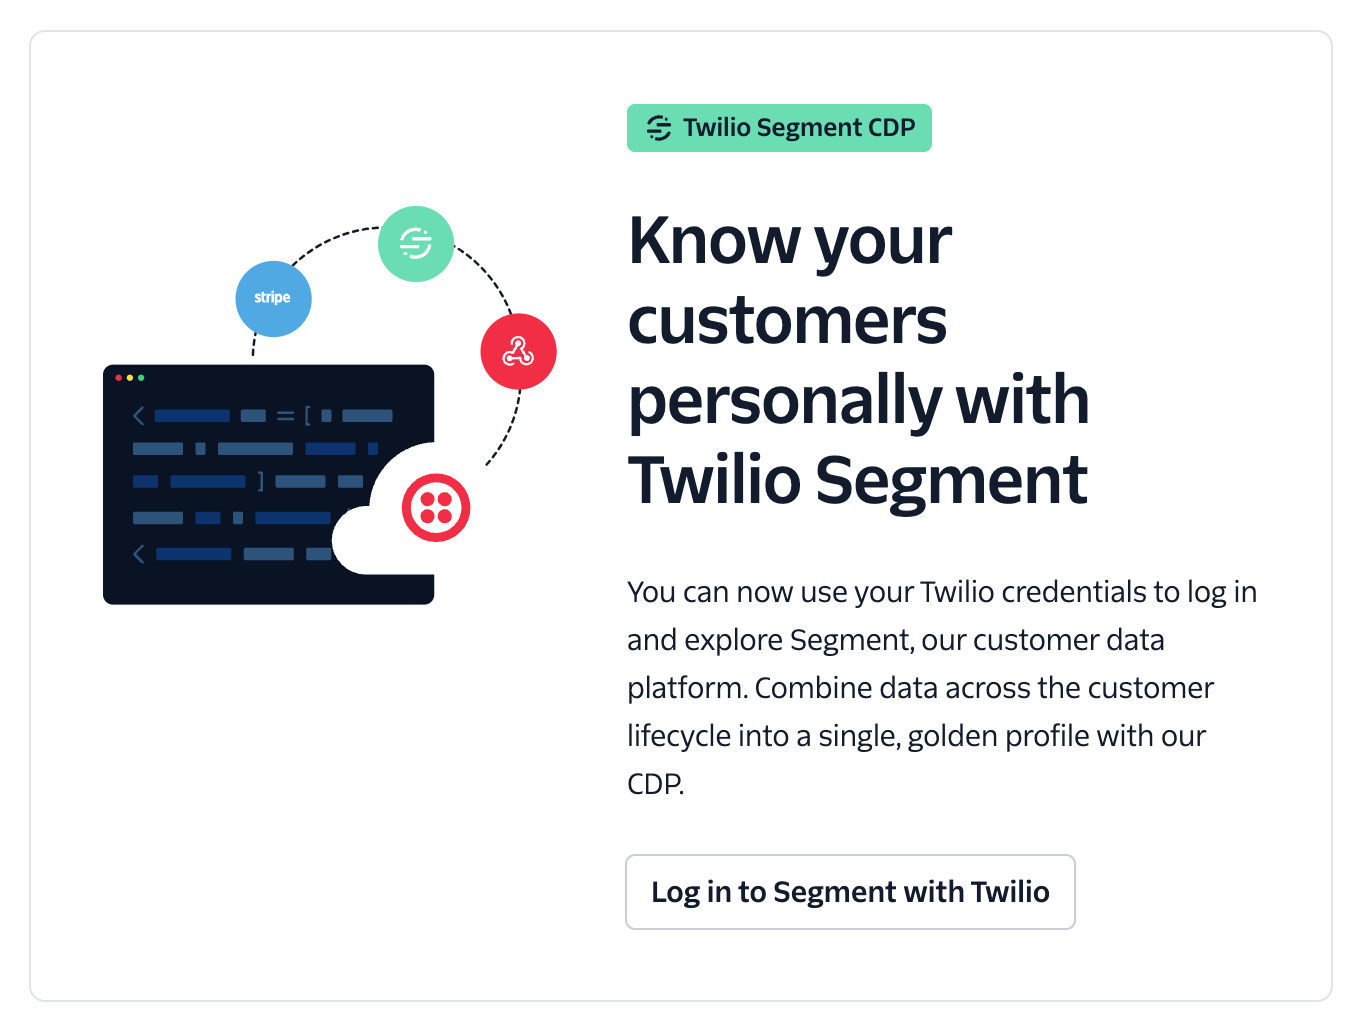 Twilio Segment CDP
Know your
customers
personally with
Twilio Segment
stripe
You can now use your Twilio credentials to log in
and explore Segment, our customer data
platform. Combine data across the customer
lifecycle into a single, golden profile with our
CDP.
Log in to Segment with Twilio